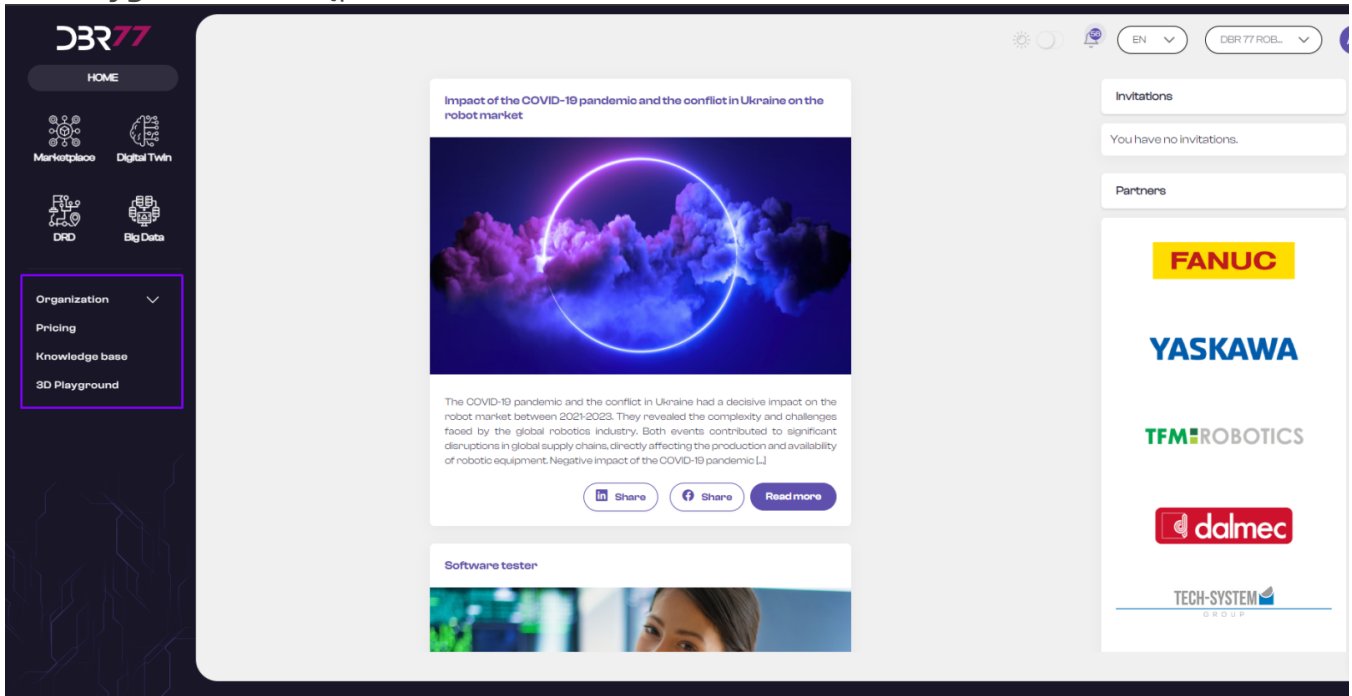 DBR77
HOME
Marketplace
Digital Twin
DRD
Big Data
Organization
Pricing
Knowledge base
3D Playground
56
EN
DBR 77 ROB...
Impact of the COVID-19 pandemic and the conflict in Ukraine on the
robot market
The COVID-19 pandemic and the conflict in Ukraine had a decisive impact on the
robot market between 2021-2023. They revealed the complexity and challenges
faced by the global robotics industry. Both events contributed to significant
disruptions in global supply chains, directly affecting the production and availability
of robotic equipment. Negative impact of the COVID-19 pandemic [...]
Share
Share
Read more
Software tester
Invitations
You have no invitations.
Partners
FANUC
YASKAWA
TFM ROBOTICS
dalmec
TECH-SYSTEM
GROUP